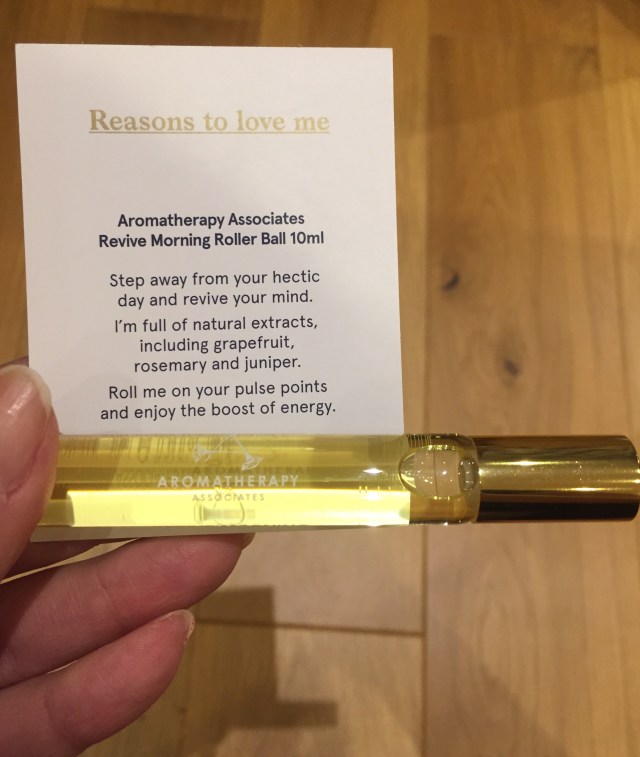 Reasons to love me
Aromatherapy Associates
Revive Morning Roller Ball 10ml
Step away from your hectic
day and revive your mind.
I'm full of natural extracts,
including grapefruit,
rosemary and juniper.
Roll me on your pulse points
and enjoy the boost of energy.
AROMATHERAPY
ASSOCIATES